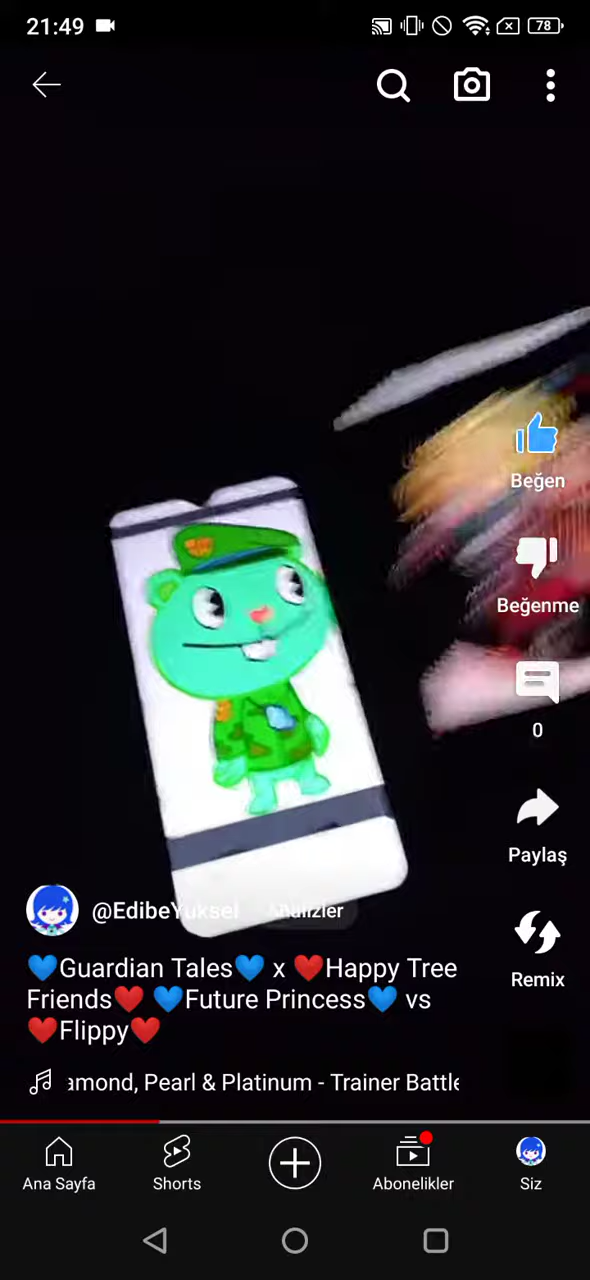 21:49
78
Beğen
Beğenme
0
Paylaş
@EdibeYuksel
Analizler
Remix
💙Guardian Tales💙 x ❤️Happy Tree
Friends❤️ 💙Future Princess💙 vs
❤️Flippy❤️
amond, Pearl & Platinum - Trainer Battle
Ana Sayfa
Shorts
Abonelikler
Siz